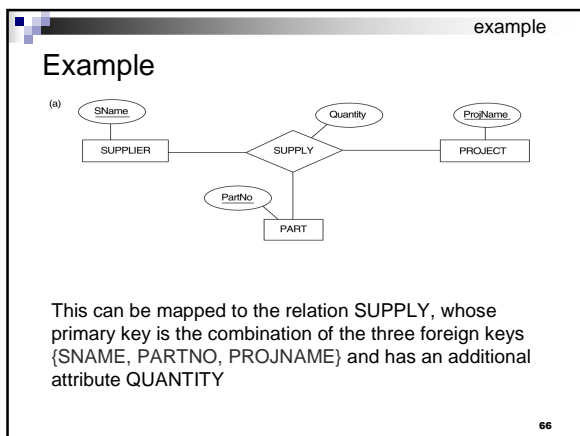 example
Example
(a)
SName
Quantity
ProjName
SUPPLIER
SUPPLY
PROJECT
PartNo
PART
This can be mapped to the relation SUPPLY, whose
primary key is the combination of the three foreign keys
{SNAME, PARTNO, PROJNAME} and has an additional
attribute QUANTITY
66